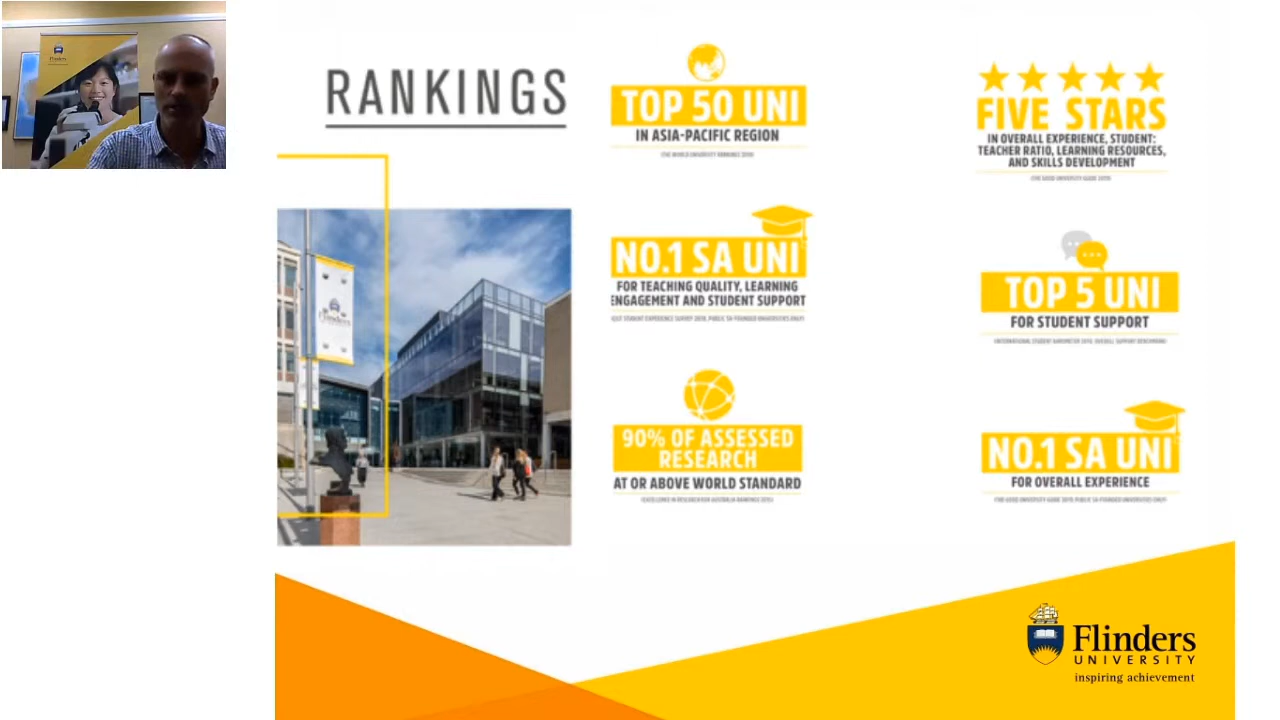 Flinders
RANKINGS
Flinders
TOP 50 UNI
IN ASIA-PACIFIC REGION
NO.1 SA UNI
FOR TEACHING QUALITY, LEARNING
ENGAGEMENT AND STUDENT SUPPORT
90% OF ASSESSED
RESEARCH
AT OR ABOVE WORLD STANDARD
FIVE STARS
IN OVERALL EXPERIENCE, STUDENT:
TEACHER RATIO, LEARNING RESOURCES,
AND SKILLS DEVELOPMENT
TOP 5 UNI
FOR STUDENT SUPPORT
NO.1 SA UNI
FOR OVERALL EXPERIENCE
Flinders
UNIVERSITY
inspiring achievement